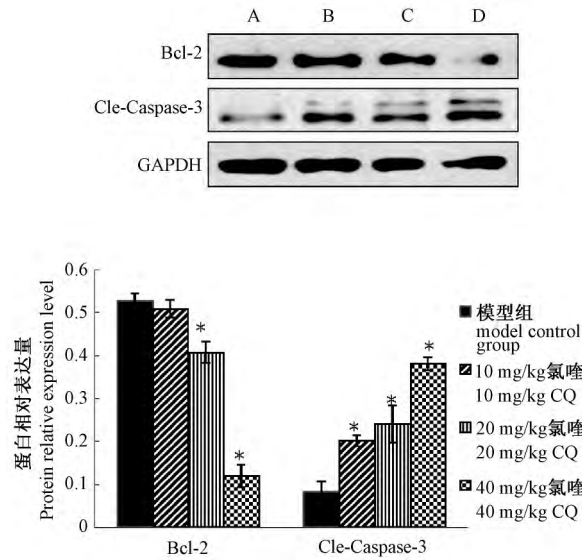 A B C D
Bcl-2
Cle-Caspase-3
GAPDH
蛋白相对表达量
Protein relative expression level
0.6
0.5
0.4
0.3
0.2
0.1
0
*
*
*
*
*
Bcl-2 Cle-Caspase-3
模型组
model control
group
10 mg/kg氯喹
10 mg/kg CQ
20 mg/kg氯喹
20 mg/kg CQ
40 mg/kg氯喹
40 mg/kg CQ